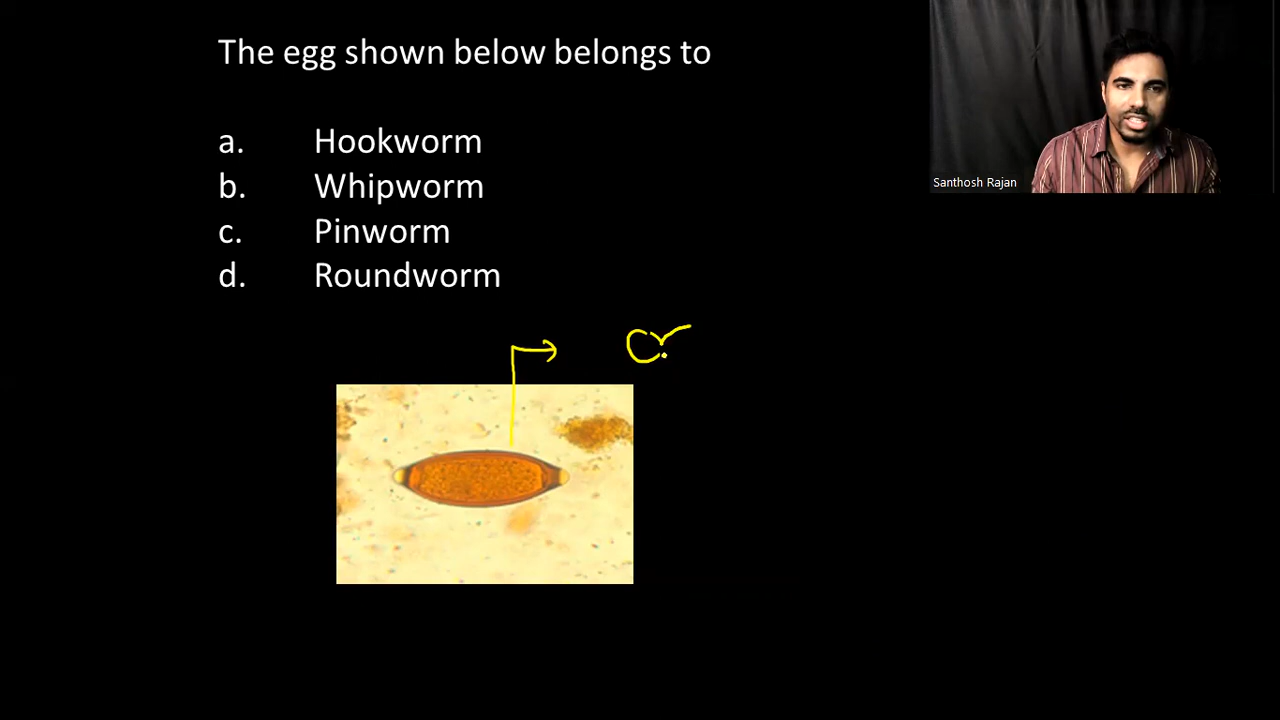 The egg shown below belongs to
a. Hookworm
b. Whipworm
c. Pinworm
d. Roundworm
Santhosh Rajan